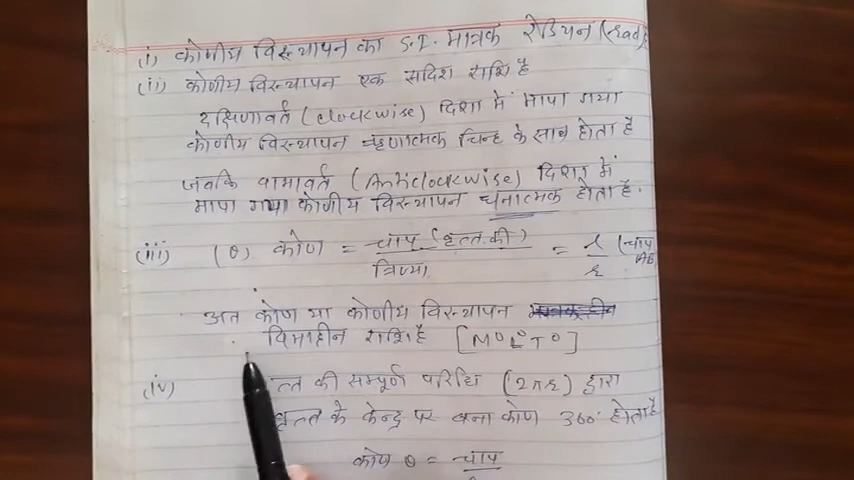 (i) कोणीय विस्थापन का S.I. मात्रक रेडियन (rad)
(ii) कोणीय विस्थापन एक सदिश राशि है
दक्षिणावर्त (clockwise) दिशा में मापा गया
कोणीय विस्थापन ऋणात्मक चिन्ह के साथ होता है
जबकि वामावर्त (Anticlockwise) दिशा में
मापा गया कोणीय विस्थापन धनात्मक होता है.
(iii) (θ) कोण = चाप (वृत्त की) / त्रिज्या = l / r (चाप AB
अतः कोण या कोणीय विस्थापन
विमाहीन राशि है [M⁰L⁰T⁰]
(iv) त्त की सम्पूर्ण परिधि (2πr) द्वारा
वृत्त के केन्द्र पर बना कोण 360° होता है
कोण θ = चाप